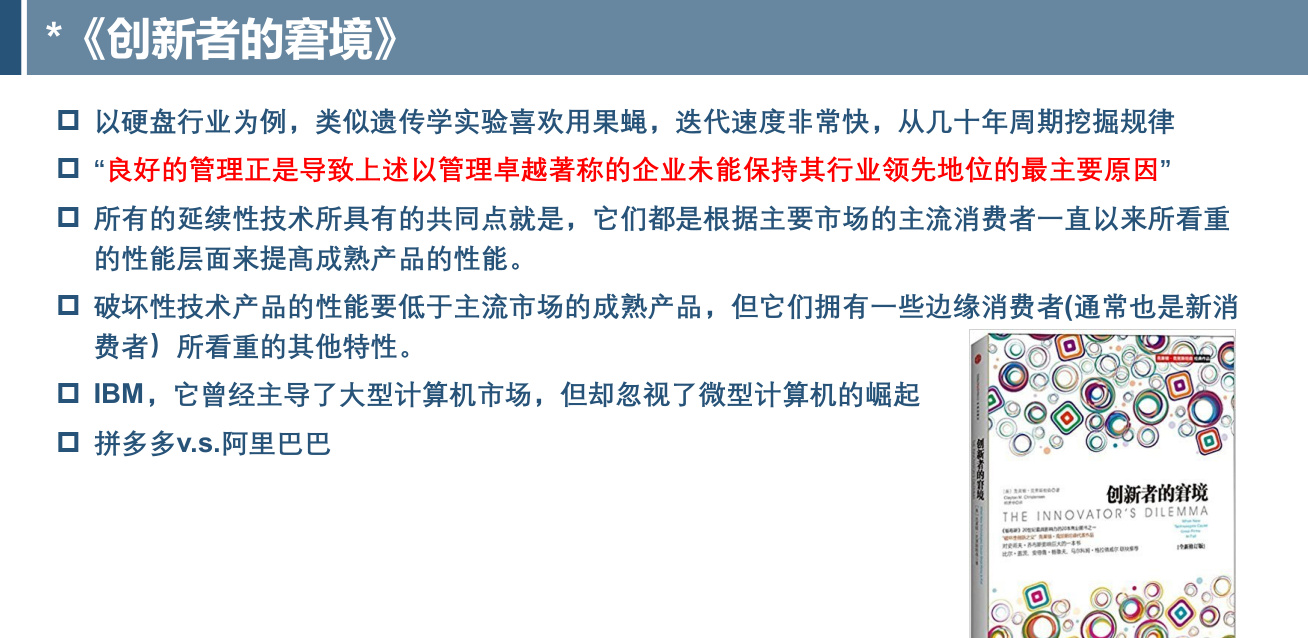 *《创新者的窘境》
以硬盘行业为例，类似遗传学实验喜欢用果蝇，迭代速度非常快，从几十年周期挖掘规律
“良好的管理正是导致上述以管理卓越著称的企业未能保持其行业领先地位的最主要原因”
所有的延续性技术所具有的共同点就是，它们都是根据主要市场的主流消费者一直以来所看重
的性能层面来提高成熟产品的性能。
破坏性技术产品的性能要低于主流市场的成熟产品，但它们拥有一些边缘消费者(通常也是新消
费者）所看重的其他特性。
IBM，它曾经主导了大型计算机市场，但却忽视了微型计算机的崛起
拼多多v.s.阿里巴巴
创新者的窘境
创新者的窘境
THE INNOVATOR'S DILEMMA